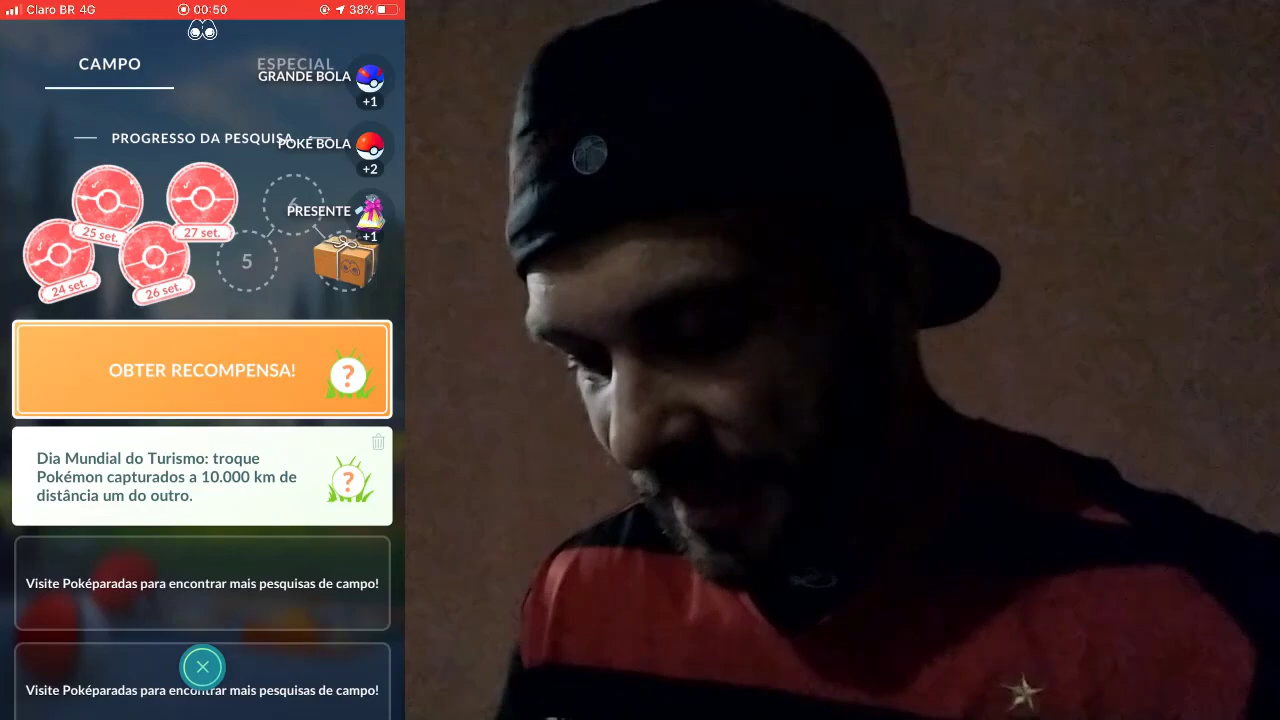 Claro BR 4G
00:50
38%
CAMPO
ESPECIAL
GRANDE BOLA
+1
PROGRESSO DA PESQUISA
POKÉ BOLA
+2
PRESENTE
+1
25 set.
27 set.
24 set.
26 set.
5
6
OBTER RECOMPENSA!
?
Dia Mundial do Turismo: troque
Pokémon capturados a 10.000 km de
distância um do outro.
?
Visite Poképaradas para encontrar mais pesquisas de campo!
Visite Poképaradas para encontrar mais pesquisas de campo!